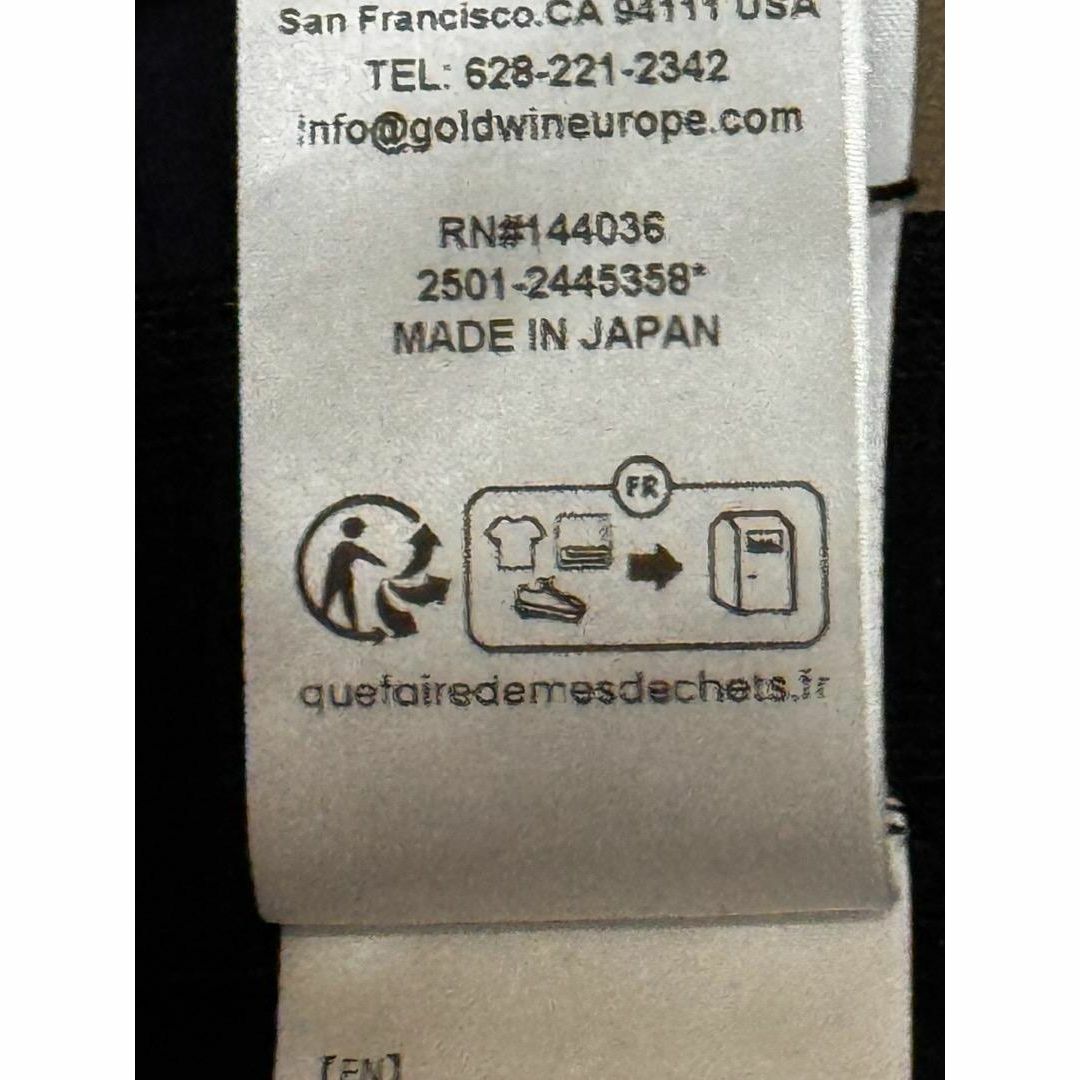 San Francisco.CA 94111 USA
TEL: 628-221-2342
info@goldwineurope.com
RN#144036
2501-2445358*
MADE IN JAPAN
FR
quefairedemesdechets.fr
[EN]